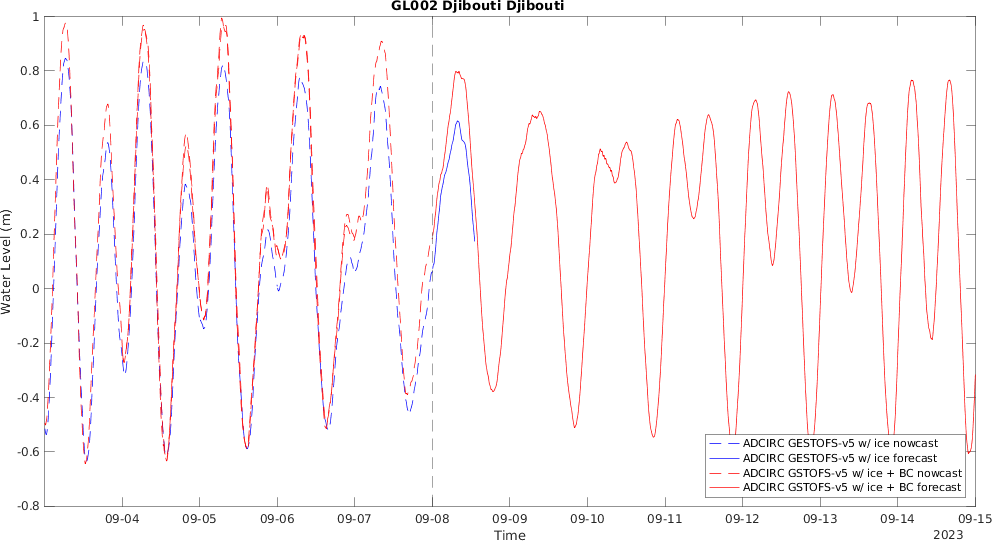 GL002 Djibouti Djibouti
Water Level (m)
1
0.8
0.6
0.4
0.2
0
-0.2
-0.4
-0.6
-0.8
ADCIRC GESTOFS-v5 w/ ice nowcast
ADCIRC GESTOFS-v5 w/ ice forecast
ADCIRC GSTOFS-v5 w/ ice + BC nowcast
ADCIRC GSTOFS-v5 w/ ice + BC forecast
09-04 09-05 09-06 09-07 09-08 09-09 09-10 09-11 09-12 09-13 09-14 09-15
Time
2023